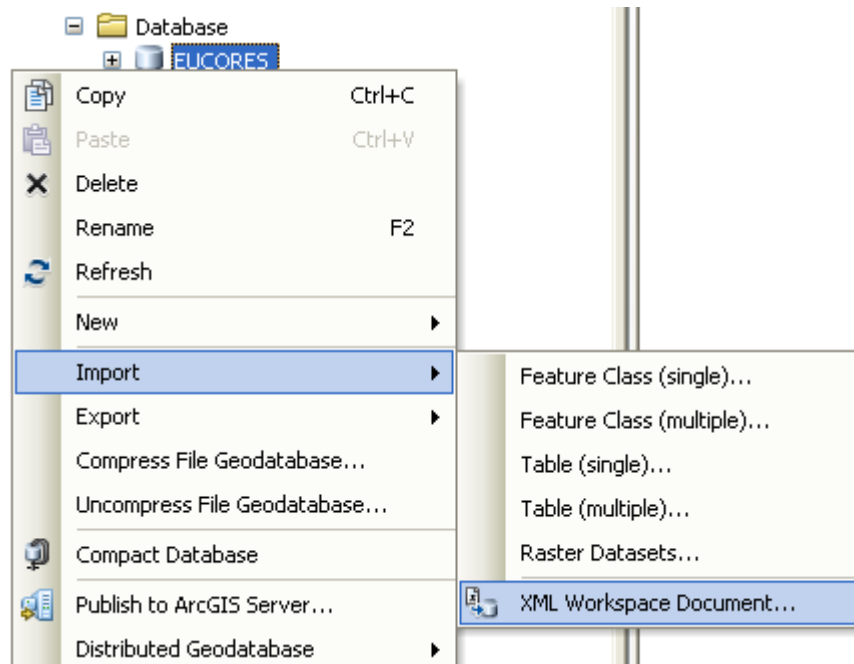 Database
EUCORES
Copy Ctrl+C
Paste Ctrl+V
Delete
Rename F2
Refresh
New
Import
Export
Compress File Geodatabase...
Uncompress File Geodatabase...
Compact Database
Publish to ArcGIS Server...
Distributed Geodatabase
Feature Class (single)...
Feature Class (multiple)...
Table (single)...
Table (multiple)...
Raster Datasets...
XML Workspace Document...